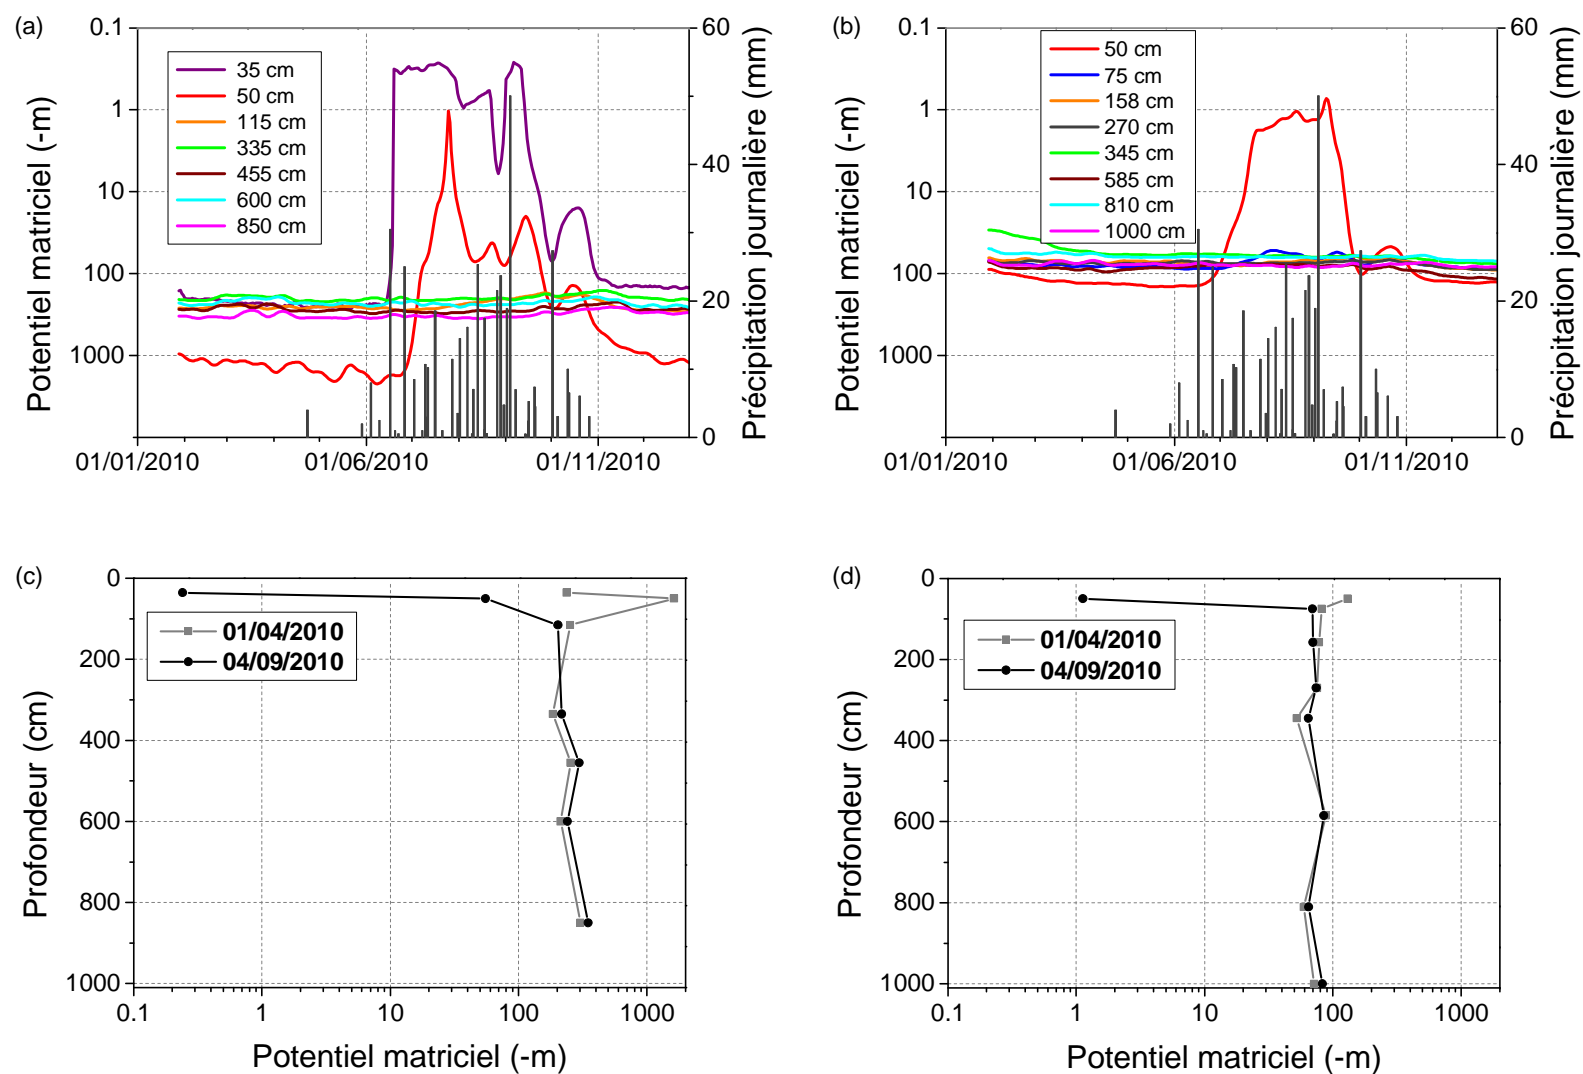 (a)
0.1
1
10
100
1000
Potentiel matriciel (-m)
35 cm
50 cm
115 cm
335 cm
455 cm
600 cm
850 cm
60
40
20
0
Précipitation journalière (mm)
01/01/2010
01/06/2010
01/11/2010
(b)
0.1
1
10
100
1000
Potentiel matriciel (-m)
50 cm
75 cm
158 cm
270 cm
345 cm
585 cm
810 cm
1000 cm
60
40
20
0
Précipitation journalière (mm)
01/01/2010
01/06/2010
01/11/2010
(c)
0
200
400
600
800
1000
Profondeur (cm)
01/04/2010
04/09/2010
0.1
1
10
100
1000
Potentiel matriciel (-m)
(d)
0
200
400
600
800
1000
Profondeur (cm)
01/04/2010
04/09/2010
0.1
1
10
100
1000
Potentiel matriciel (-m)